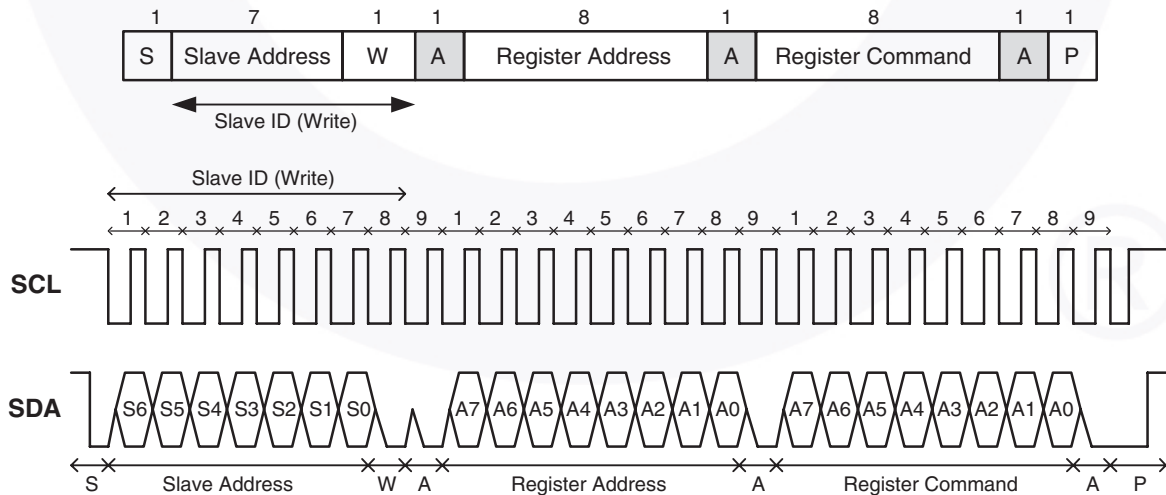 1 7 1 1 8 1 8 1 1
S Slave Address W A Register Address A Register Command A P
Slave ID (Write)
Slave ID (Write)
1 2 3 4 5 6 7 8 9 1 2 3 4 5 6 7 8 9 1 2 3 4 5 6 7 8 9
SCL
SDA S6 S5 S4 S3 S2 S1 S0 A7 A6 A5 A4 A3 A2 A1 A0 A7 A6 A5 A4 A3 A2 A1 A0
S Slave Address W A Register Address A Register Command A P
®